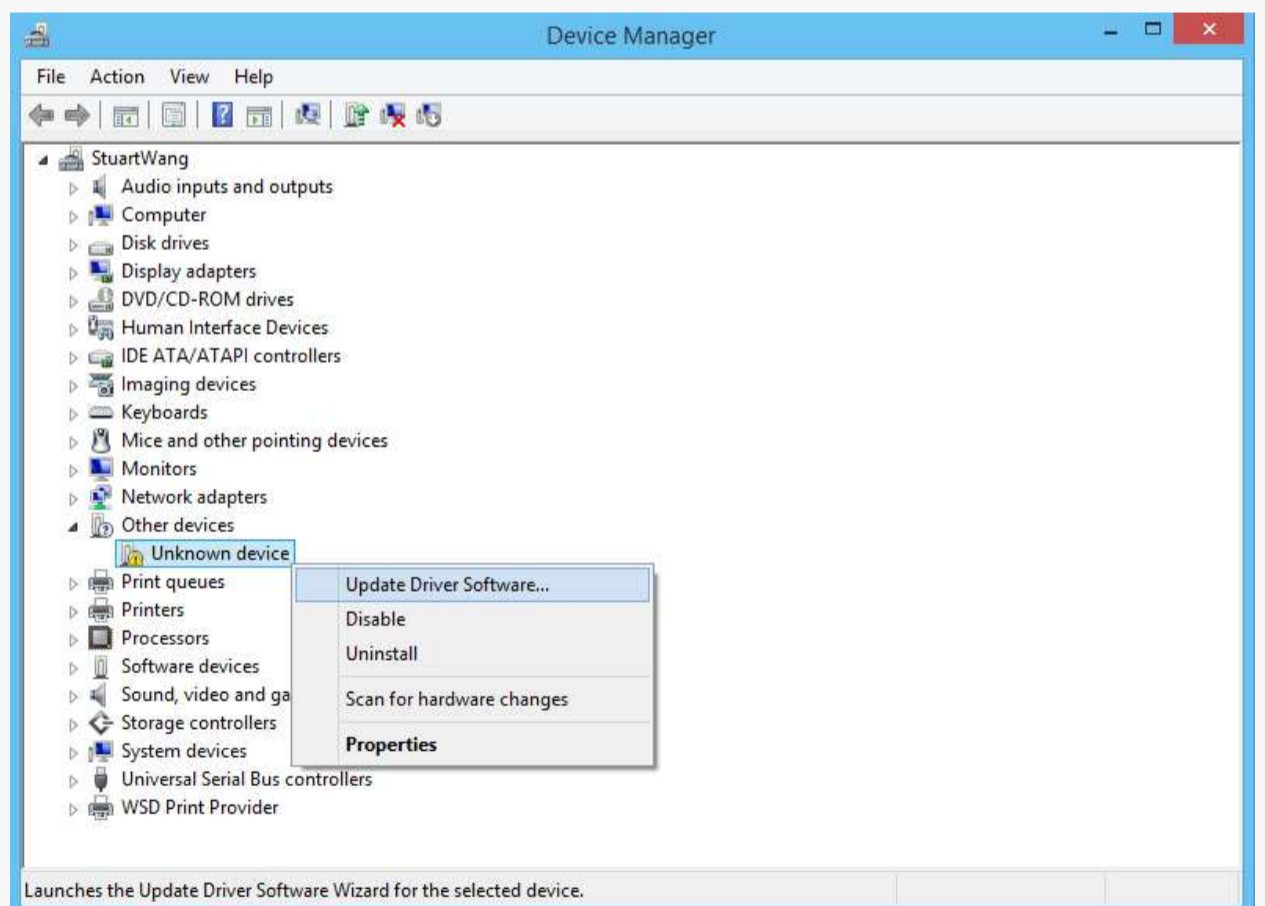 Device Manager
File Action View Help
StuartWang
Audio inputs and outputs
Computer
Disk drives
Display adapters
DVD/CD-ROM drives
Human Interface Devices
IDE ATA/ATAPI controllers
Imaging devices
Keyboards
Mice and other pointing devices
Monitors
Network adapters
Other devices
Unknown device
Print queues
Printers
Processors
Software devices
Sound, video and ga
Storage controllers
System devices
Universal Serial Bus controllers
WSD Print Provider
Update Driver Software...
Disable
Uninstall
Scan for hardware changes
Properties
Launches the Update Driver Software Wizard for the selected device.